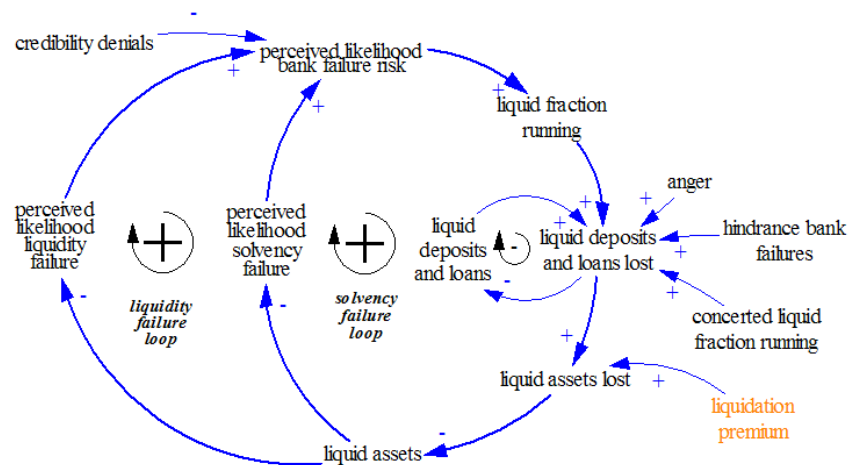 -
credibility denials
perceived likelihood
bank failure risk
+
+
+
liquid fraction
running
perceived
likelihood
liquidity
failure
+
liquidity
failure
loop
-
perceived
likelihood
solvency
failure
+
solvency
failure
loop
-
liquid
deposits
and loans
-
-
+
+
liquid deposits
and loans lost
anger
+
hindrance bank
failures
+
concerted liquid
fraction running
+
+
liquid assets lost
+
liquidation
premium
-
liquid assets